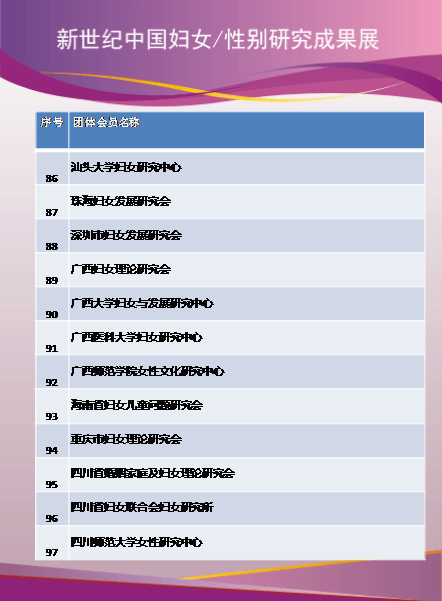 新世纪中国妇女/性别研究成果展
序号 团体会员名称
86 汕头大学妇女研究中心
87 珠海妇女发展研究会
88 深圳市妇女发展研究会
89 广西妇女理论研究会
90 广西大学妇女与发展研究中心
91 广西医科大学妇女研究中心
92 广西师范学院女性文化研究中心
93 海南省妇女儿童问题研究会
94 重庆市妇女理论研究会
95 四川省婚姻家庭及妇女理论研究会
96 四川省妇女联合会妇女研究所
97 四川师范大学女性研究中心